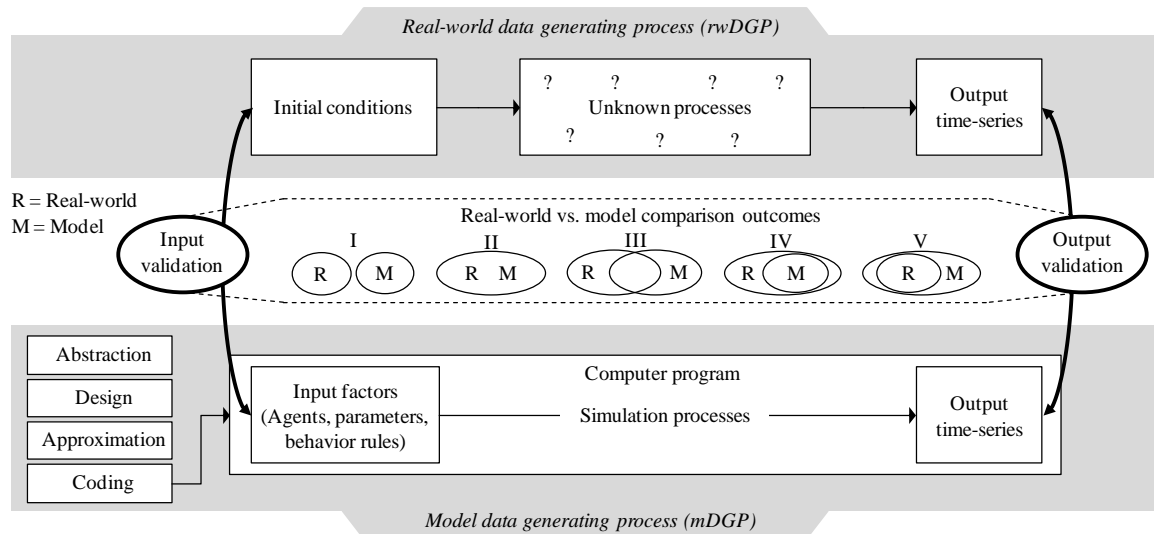 Real-world data generating process (rwDGP)
? ? ? ?
Initial conditions
Unknown processes
? ? ?
Output
time-series
R = Real-world
M = Model
Input
validation
Real-world vs. model comparison outcomes
I II III IV V
R M R M R M R M R M
Output
validation
Abstraction
Design
Approximation
Coding
Computer program
Input factors
(Agents, parameters,
behavior rules)
Simulation processes
Output
time-series
Model data generating process (mDGP)